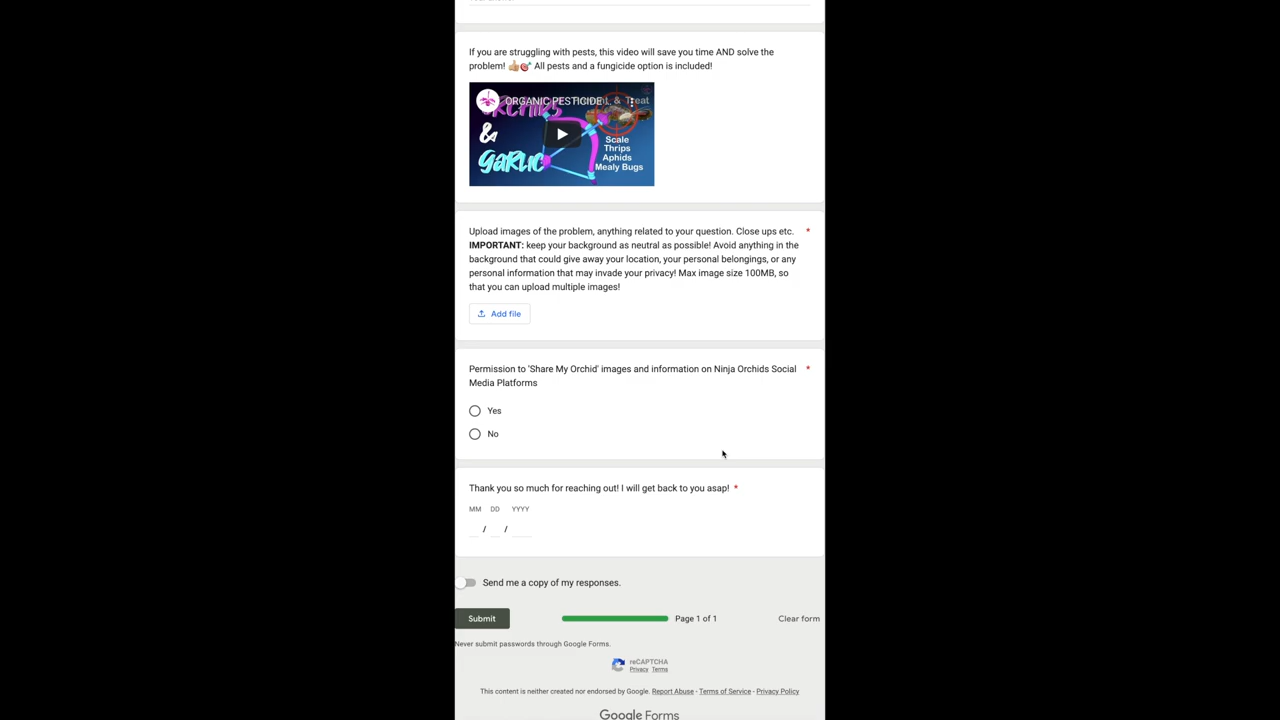 If you are struggling with pests, this video will save you time AND solve the
problem! 👍🏼🎯 All pests and a fungicide option is included!
ORGANIC PESTICIDE
& Treat
ORCHIDS
&
GaRLiC
Scale
Thrips
Aphids
Mealy Bugs
Upload images of the problem, anything related to your question. Close ups etc. *
IMPORTANT: keep your background as neutral as possible! Avoid anything in the
background that could give away your location, your personal belongings, or any
personal information that may invade your privacy! Max image size 100MB, so
that you can upload multiple images!
Add file
Permission to 'Share My Orchid' images and information on Ninja Orchids Social *
Media Platforms
Yes
No
Thank you so much for reaching out! I will get back to you asap! *
MM DD YYYY
/ /
Send me a copy of my responses.
Submit Page 1 of 1 Clear form
Never submit passwords through Google Forms.
reCAPTCHA
Privacy Terms
This content is neither created nor endorsed by Google. Report Abuse - Terms of Service - Privacy Policy
Google Forms